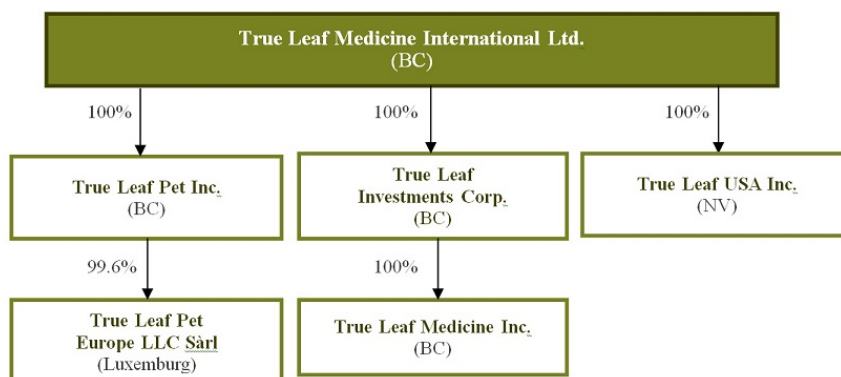 True Leaf Medicine International Ltd.
(BC)
100%
100%
100%
True Leaf Pet Inc.
(BC)
True Leaf
Investments Corp.
(BC)
True Leaf USA Inc.
(NV)
99.6%
100%
True Leaf Pet
Europe LLC Sàrl
(Luxemburg)
True Leaf Medicine Inc.
(BC)